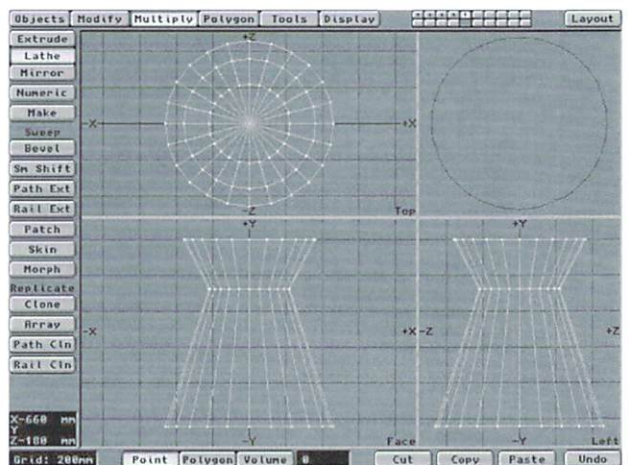 Objects Modify Multiply Polygon Tools Display Layout
Extrude
Lathe
Mirror
Numeric
Make
Sweep
Bevel
Sm Shift
Path Ext
Rail Ext
Patch
Skin
Morph
Replicate
Clone
Array
Path Cln
Rail Cln
+Z
-X +X
-Z Top
+Y +Y
-X +X -Z +Z
-Y Face -Y Left
X-660 mm
Y
Z-180 mm
Grid: 200mm Point Polygon Volume 0 Cut Copy Paste Undo